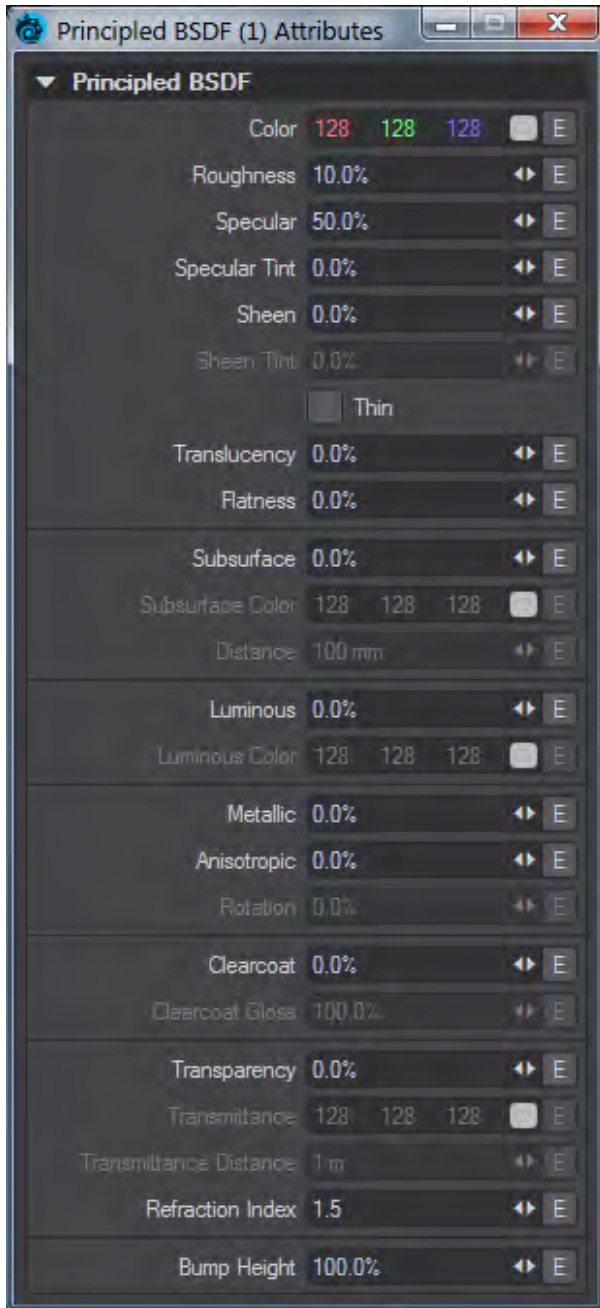 Principled BSDF (1) Attributes
Principled BSDF
Color 128 128 128 E
Roughness 10.0% E
Specular 50.0% E
Specular Tint 0.0% E
Sheen 0.0% E
Sheen Tint 0.0% E
Thin
Translucency 0.0% E
Flatness 0.0% E
Subsurface 0.0% E
Subsurface Color 128 128 128 E
Distance 100 mm E
Luminous 0.0% E
Luminous Color 128 128 128 E
Metallic 0.0% E
Anisotropic 0.0% E
Rotation 0.0% E
Clearcoat 0.0% E
Clearcoat Gloss 100.0% E
Transparency 0.0% E
Transmittance 128 128 128 E
Transmittance Distance 1 m E
Refraction Index 1.5 E
Bump Height 100.0% E